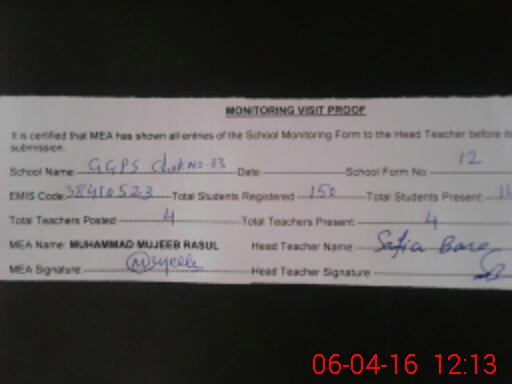 MONITORING VISIT PROOF
It is certified that MEA has shown all entries of the School Monitoring Form to the Head Teacher before its
submission.
School Name: GGPS Chak No. 13 Date: School Form No: 12
EMIS Code: 38410523 Total Students Registered: 150 Total Students Present:
Total Teachers Posted: 4 Total Teachers Present: 4
MEA Name: MUHAMMAD MUJEEB RASUL Head Teacher Name Safia Bano
MEA Signature Mujeeb Head Teacher Signature
06-04-16 12:13